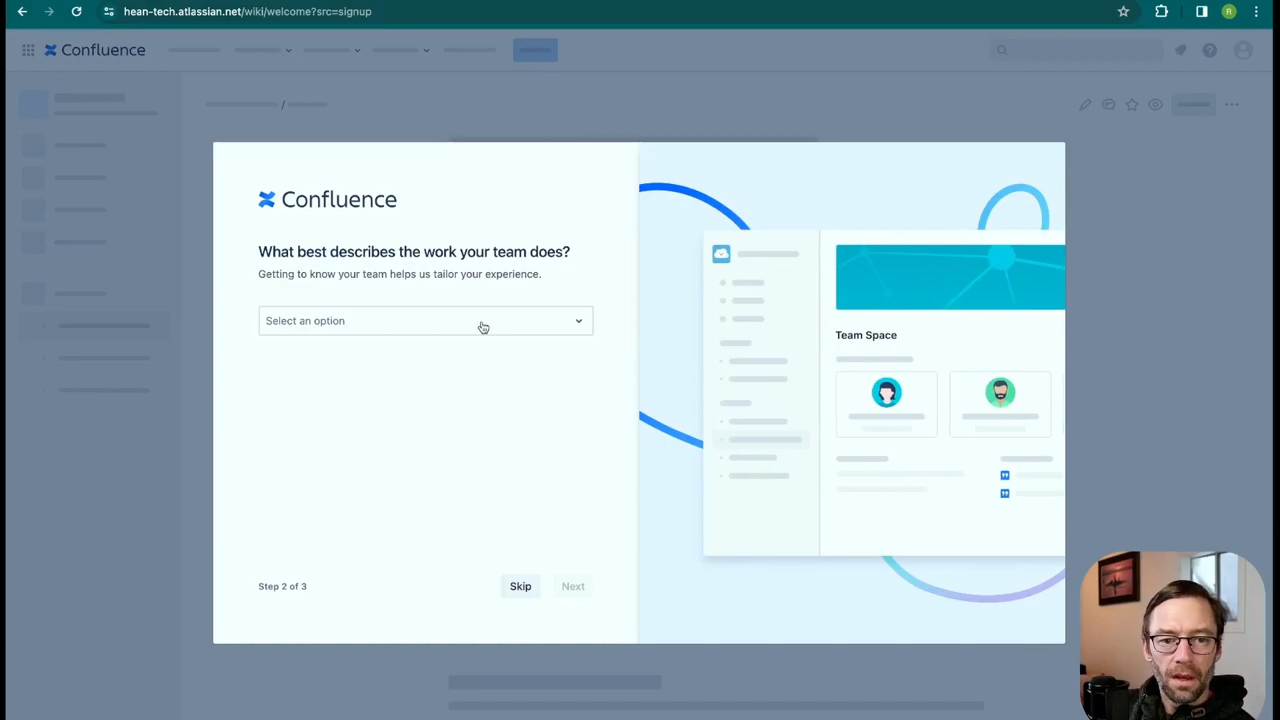 hean-tech.atlassian.net/wiki/welcome?src=signup
R
Confluence
/
Confluence
What best describes the work your team does?
Getting to know your team helps us tailor your experience.
Select an option
Team Space
Step 2 of 3
Skip
Next